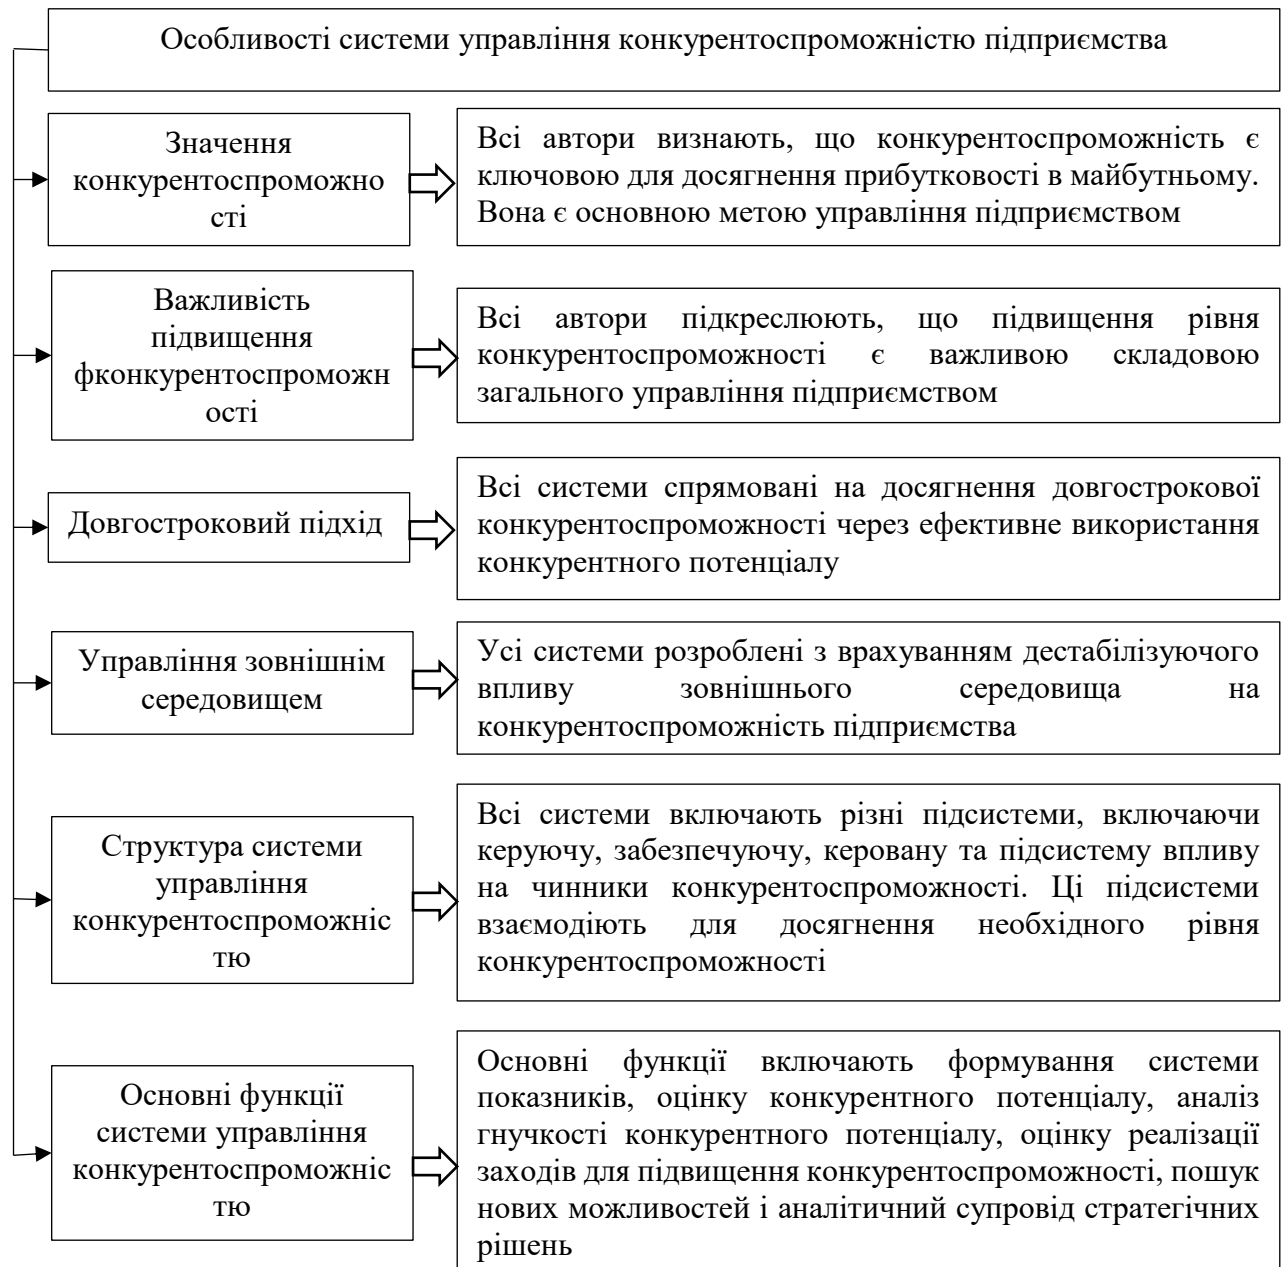 Особливості системи управління конкурентоспроможністю підприємства
Значення
конкурентоспроможно
сті
Всі автори визнають, що конкурентоспроможність є
ключовою для досягнення прибутковості в майбутньому.
Вона є основною метою управління підприємством
Важливість
підвищення
фконкурентоспроможн
ості
Всі автори підкреслюють, що підвищення рівня
конкурентоспроможності є важливою складовою
загального управління підприємством
Довгостроковий підхід
Всі системи спрямовані на досягнення довгострокової
конкурентоспроможності через ефективне використання
конкурентного потенціалу
Управління зовнішнім
середовищем
Усі системи розроблені з врахуванням дестабілізуючого
впливу зовнішнього середовища на
конкурентоспроможність підприємства
Структура системи
управління
конкурентоспроможніс
тю
Всі системи включають різні підсистеми, включаючи
керуючу, забезпечуючу, керовану та підсистему впливу
на чинники конкурентоспроможності. Ці підсистеми
взаємодіють для досягнення необхідного рівня
конкурентоспроможності
Основні функції
системи управління
конкурентоспроможніс
тю
Основні функції включають формування системи
показників, оцінку конкурентного потенціалу, аналіз
гнучкості конкурентного потенціалу, оцінку реалізації
заходів для підвищення конкурентоспроможності, пошук
нових можливостей і аналітичний супровід стратегічних
рішень